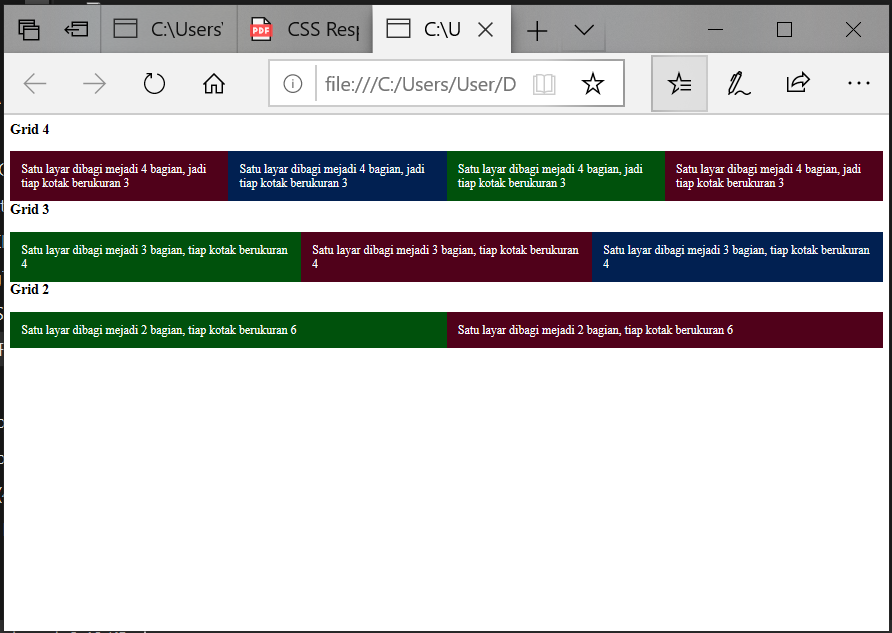 C:\Users'
PDF
CSS Resp
C:\U
file:///C:/Users/User/D
Grid 4
Satu layar dibagi mejadi 4 bagian, jadi
tiap kotak berukuran 3
Satu layar dibagi mejadi 4 bagian, jadi
tiap kotak berukuran 3
Satu layar dibagi mejadi 4 bagian, jadi
tiap kotak berukuran 3
Satu layar dibagi mejadi 4 bagian, jadi
tiap kotak berukuran 3
Grid 3
Satu layar dibagi mejadi 3 bagian, tiap kotak berukuran
4
Satu layar dibagi mejadi 3 bagian, tiap kotak berukuran
4
Satu layar dibagi mejadi 3 bagian, tiap kotak berukuran
4
Grid 2
Satu layar dibagi mejadi 2 bagian, tiap kotak berukuran 6
Satu layar dibagi mejadi 2 bagian, tiap kotak berukuran 6